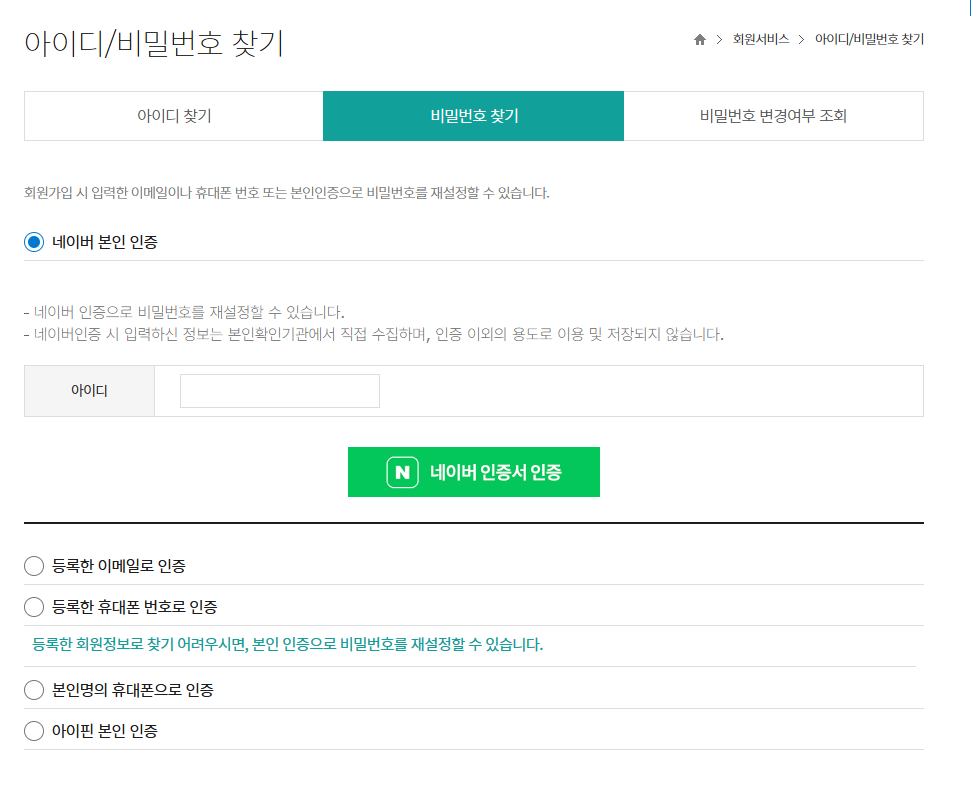 아이디/비밀번호 찾기
회원서비스 > 아이디/비밀번호 찾기
아이디 찾기
비밀번호 찾기
비밀번호 변경여부 조회
회원가입 시 입력한 이메일이나 휴대폰 번호 또는 본인인증으로 비밀번호를 재설정할 수 있습니다.
네이버 본인 인증
- 네이버 인증으로 비밀번호를 재설정할 수 있습니다.
- 네이버인증 시 입력하신 정보는 본인확인기관에서 직접 수집하며, 인증 이외의 용도로 이용 및 저장되지 않습니다.
아이디
N 네이버 인증서 인증
등록한 이메일로 인증
등록한 휴대폰 번호로 인증
등록한 회원정보로 찾기 어려우시면, 본인 인증으로 비밀번호를 재설정할 수 있습니다.
본인명의 휴대폰으로 인증
아이핀 본인 인증